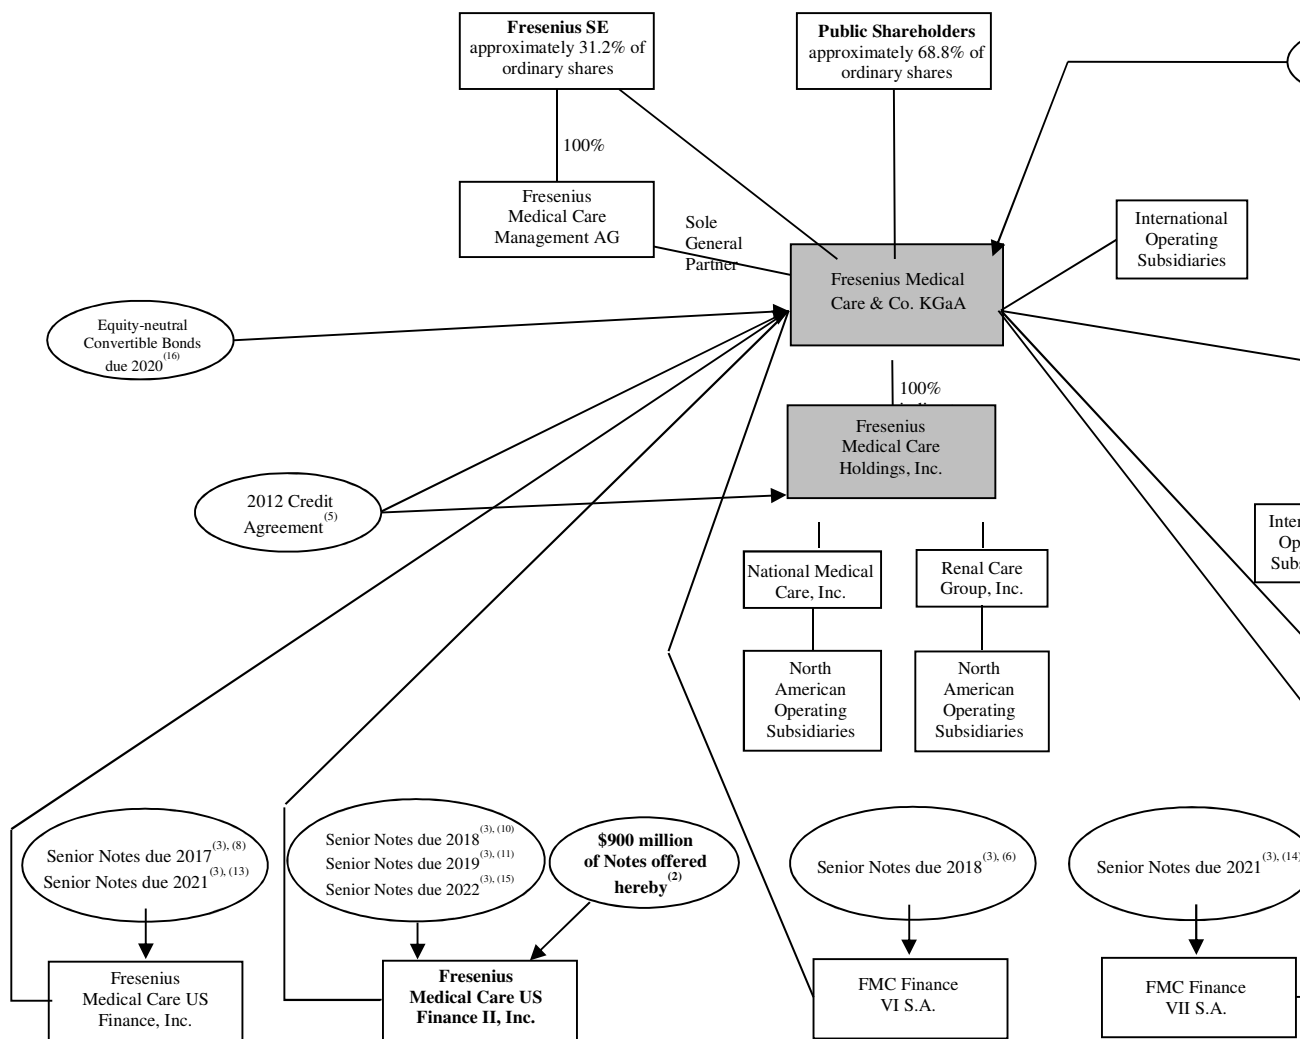 Fresenius SE
approximately 31.2% of
ordinary shares
Public Shareholders
approximately 68.8% of
ordinary shares
100%
Fresenius
Medical Care
Management AG
Sole
General
Partner
International
Operating
Subsidiaries
Fresenius Medical
Care & Co. KGaA
Equity-neutral
Convertible Bonds
due 2020(16)
100%
Fresenius
Medical Care
Holdings, Inc.
2012 Credit
Agreement(5)
National Medical
Care, Inc.
Renal Care
Group, Inc.
North
American
Operating
Subsidiaries
North
American
Operating
Subsidiaries
Senior Notes due 2017(3), (8)
Senior Notes due 2021(3), (13)
Senior Notes due 2018(3), (10)
Senior Notes due 2019(3), (11)
Senior Notes due 2022(3), (15)
$900 million
of Notes offered
hereby(2)
Senior Notes due 2018(3), (6)
Senior Notes due 2021(3), (14)
Fresenius
Medical Care US
Finance, Inc.
Fresenius
Medical Care US
Finance II, Inc.
FMC Finance
VI S.A.
FMC Finance
VII S.A.